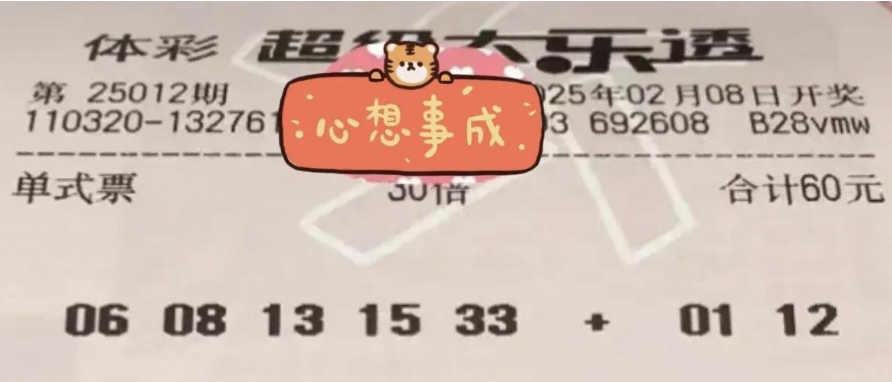 体彩 超级大乐透
第 25012期
025年02月08日开奖
110320-132761
03 692608 B28vmw
心想事成
单式票
30倍
合计60元
06 08 13 15 33 + 01 12